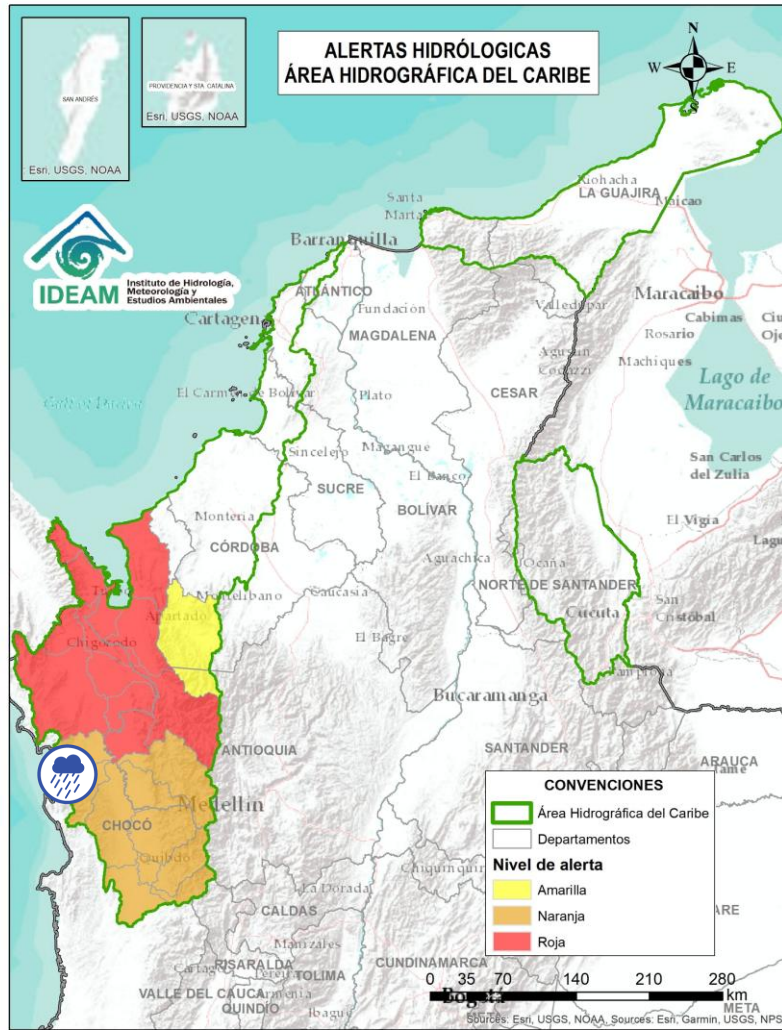 ALERTAS HIDRÓLOGICAS
ÁREA HIDROGRÁFICA DEL CARIBE
N
W E
S
SAN ANDRÉS
PROVIDENCIA Y STA. CATALINA
Esri, USGS, NOAA
Esri, USGS, NOAA
IDEAM
Instituto de Hidrología,
Meteorología y
Estudios Ambientales
Riohacha
LA GUAJIRA
Maicao
Santa
Marta
Barranquilla
ATLÁNTICO
Fundación
Valledupar
Maracaibo
Cabimas
Rosario
Cartagen
MAGDALENA
Agustín
Codazzi
Machiques
CESAR
Lago de
Maracaibo
El Carmen de Bolívar
Plato
San Carlos
del Zulia
Sincelejo
Magangue
SUCRE
El Banco
BOLÍVAR
Montería
CÓRDOBA
El Vigía
Ocaña
Aguachica
NORTE DE SANTANDER
Montelibano
Caucasia
Apartadó
Cucuta
San
Cristóbal
Chigorodo
El Bagre
Bucaramanga
ANTIOQUIA
SANTANDER
ARAUCA
Medellín
CHOCÓ
Quibdó
La Dorada
CALDAS
Manizales
RISARALDA
TOLIMA
CUNDINAMARCA
VALLE DEL CAUCA
QUINDÍO
Ibague
Bogotá
META
CONVENCIONES
Área Hidrográfica del Caribe
Departamentos
Nivel de alerta
Amarilla
Naranja
Roja
0 35 70 140 210 280
km
Sources: Esri, USGS, NOAA, Sources: Esri, Garmin, USGS, NPS